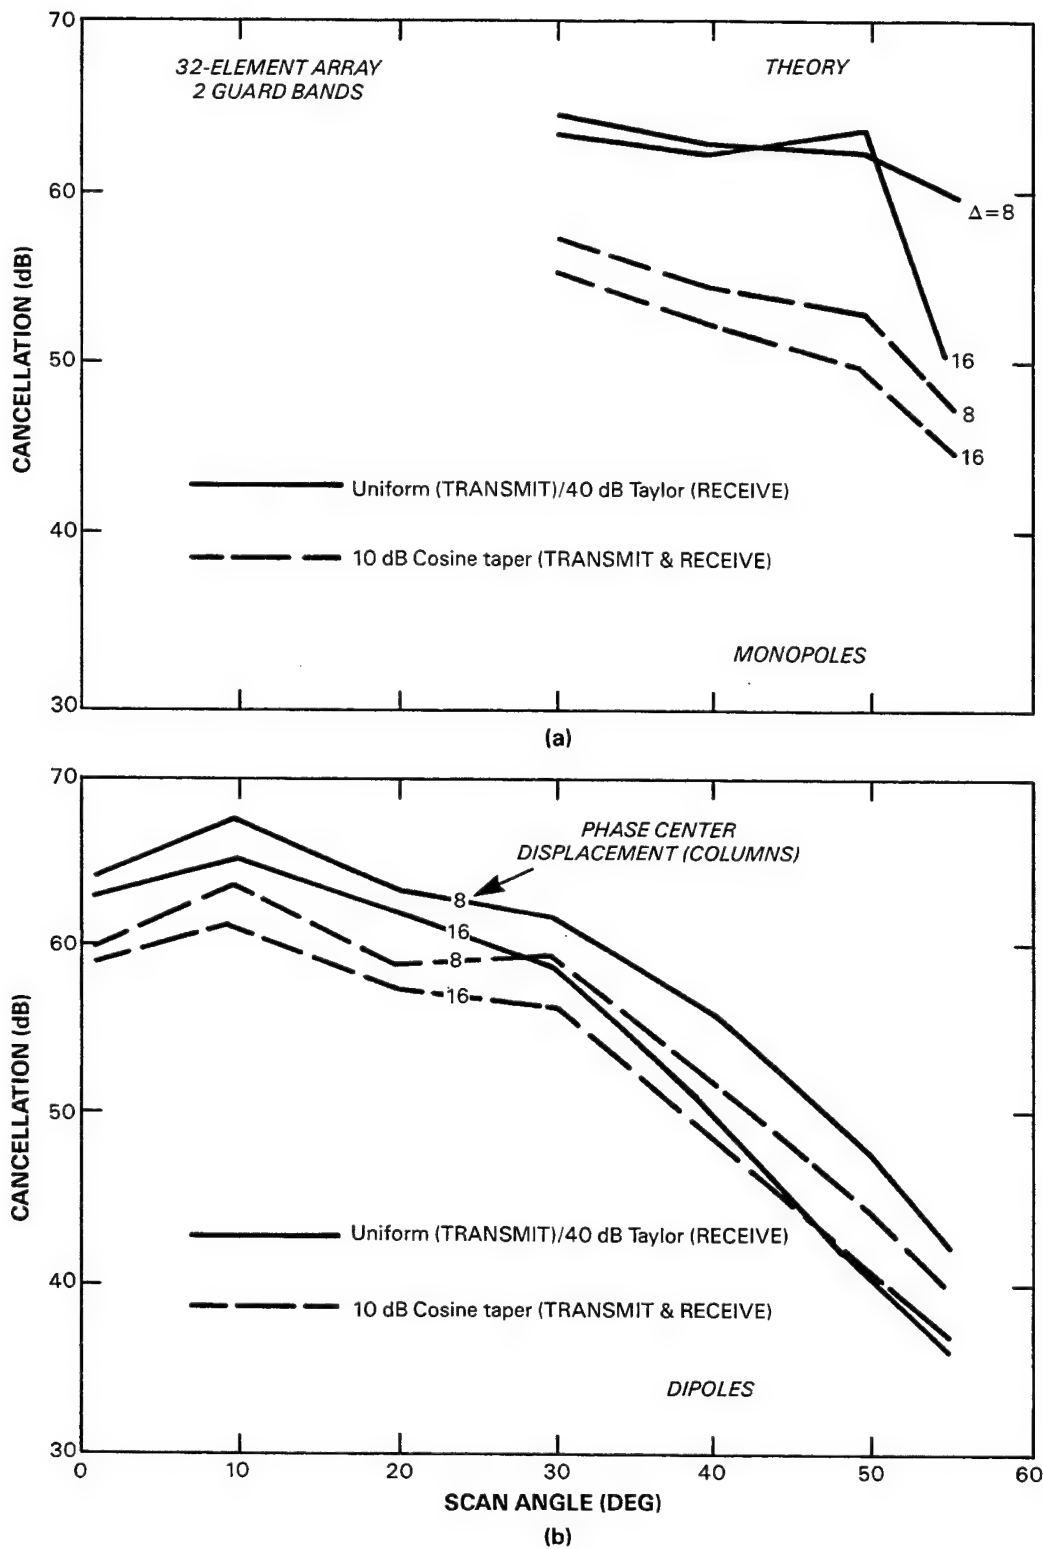 70
32-ELEMENT ARRAY
2 GUARD BANDS
THEORY
60
Δ=8
CANCELLATION (dB)
50
16
8
16
Uniform (TRANSMIT)/40 dB Taylor (RECEIVE)
40
10 dB Cosine taper (TRANSMIT & RECEIVE)
MONOPOLES
30
(a)
70
PHASE CENTER
DISPLACEMENT (COLUMNS)
8
16
60
8
16
CANCELLATION (dB)
50
Uniform (TRANSMIT)/40 dB Taylor (RECEIVE)
40
10 dB Cosine taper (TRANSMIT & RECEIVE)
DIPOLES
30
0 10 20 30 40 50 60
SCAN ANGLE (DEG)
(b)